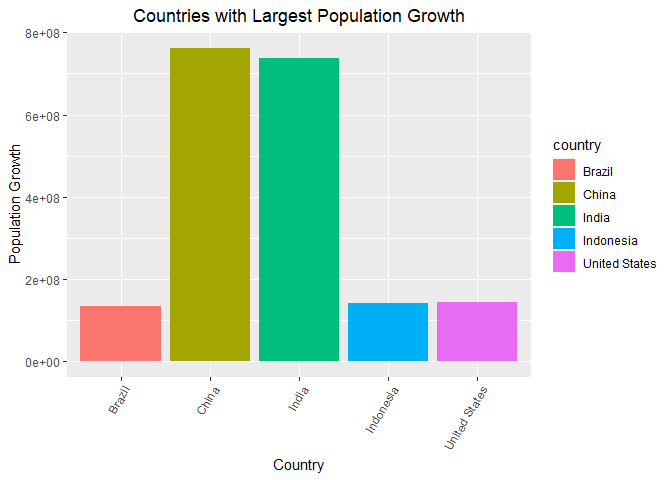 Countries with Largest Population Growth
8e+08
6e+08
4e+08
2e+08
0e+00
Population Growth
Brazil
China
India
Indonesia
United States
Country
country
Brazil
China
India
Indonesia
United States